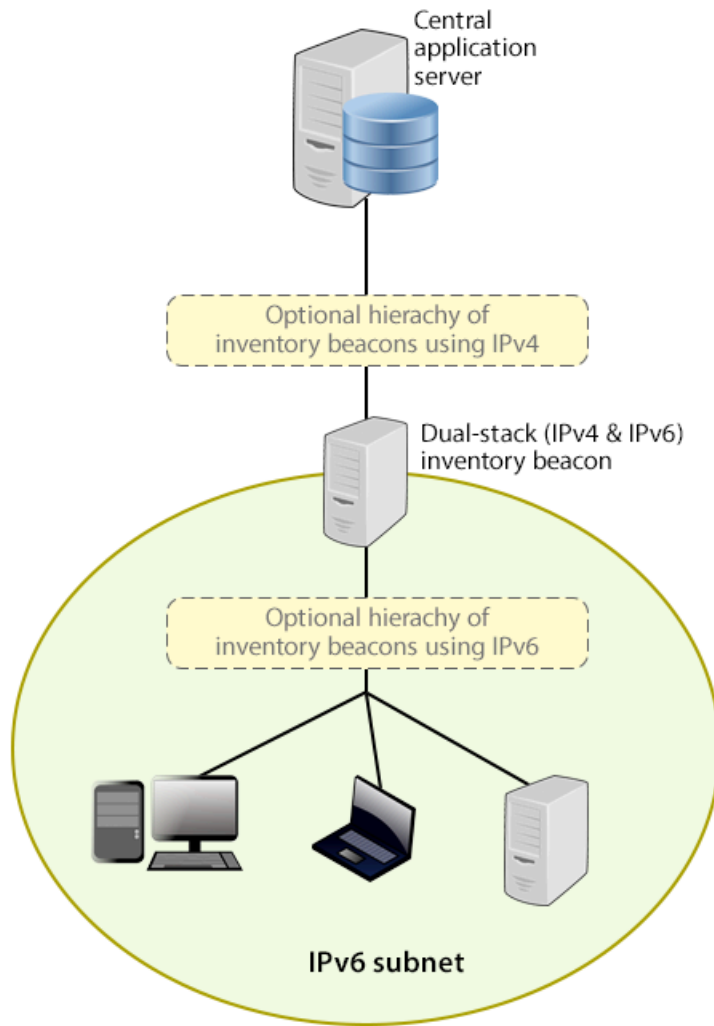 Central
application
server
Optional hierachy of
inventory beacons using IPv4
Dual-stack (IPv4 & IPv6)
inventory beacon
Optional hierachy of
inventory beacons using IPv6
IPv6 subnet